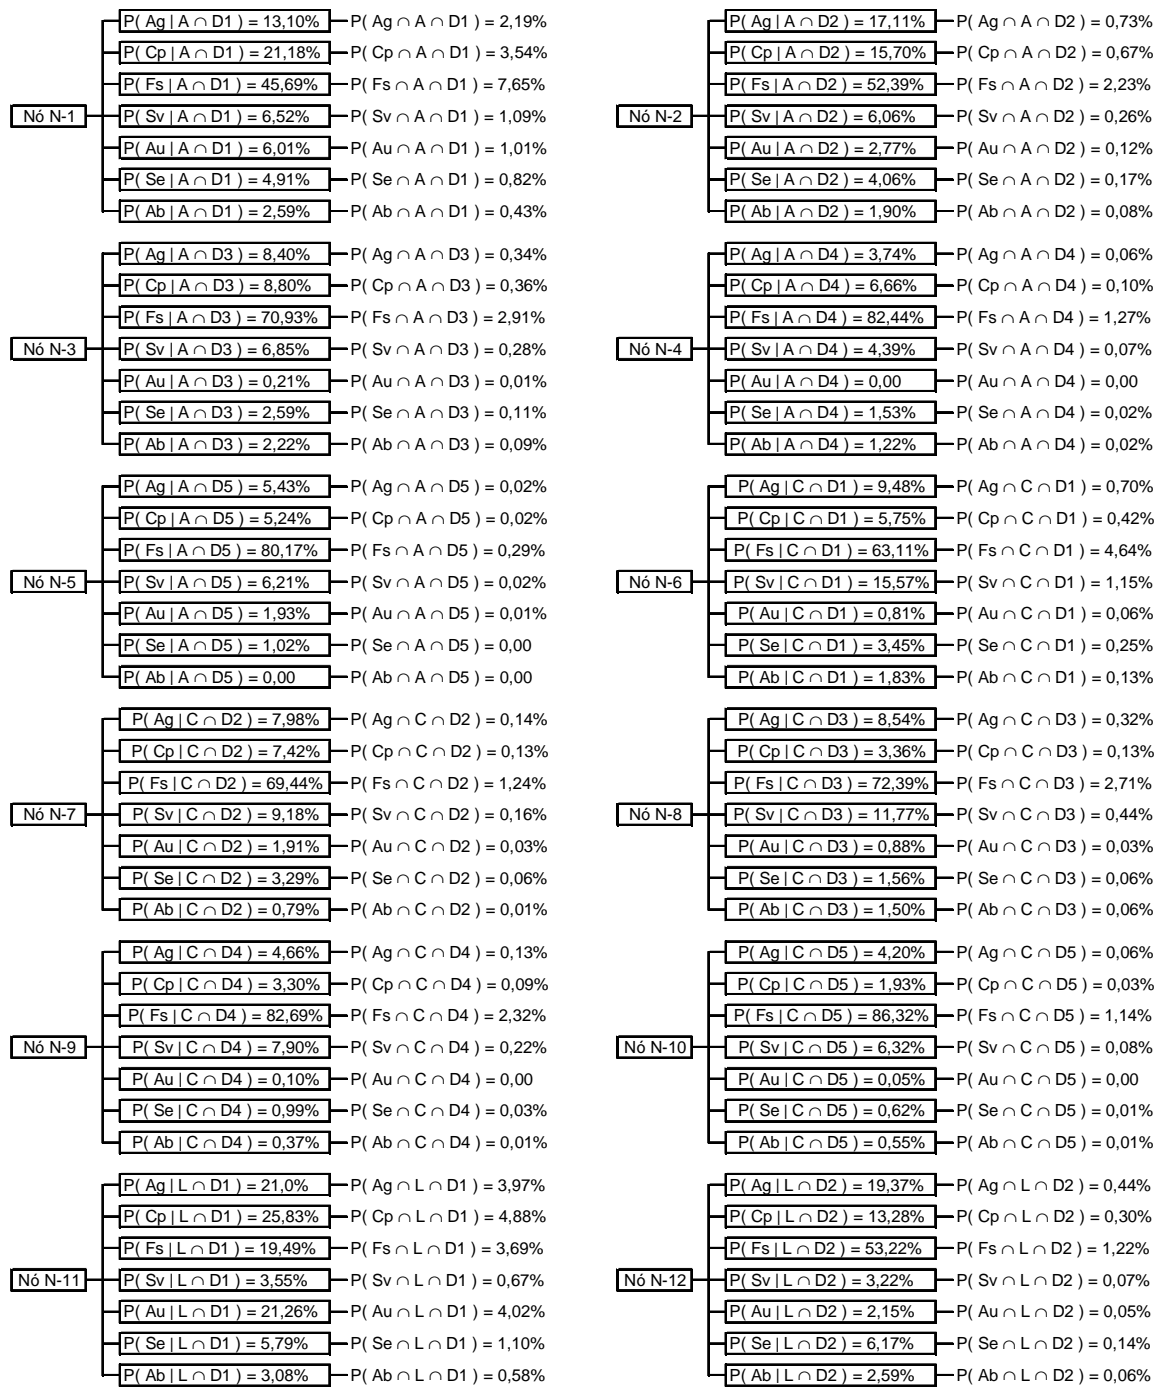 P( Ag | A ∩ D1 ) = 13,10% P( Ag ∩ A ∩ D1 ) = 2,19%
P( Cp | A ∩ D1 ) = 21,18% P( Cp ∩ A ∩ D1 ) = 3,54%
P( Fs | A ∩ D1 ) = 45,69% P( Fs ∩ A ∩ D1 ) = 7,65%
Nó N-1 P( Sv | A ∩ D1 ) = 6,52% P( Sv ∩ A ∩ D1 ) = 1,09%
P( Au | A ∩ D1 ) = 6,01% P( Au ∩ A ∩ D1 ) = 1,01%
P( Se | A ∩ D1 ) = 4,91% P( Se ∩ A ∩ D1 ) = 0,82%
P( Ab | A ∩ D1 ) = 2,59% P( Ab ∩ A ∩ D1 ) = 0,43%
P( Ag | A ∩ D2 ) = 17,11% P( Ag ∩ A ∩ D2 ) = 0,73%
P( Cp | A ∩ D2 ) = 15,70% P( Cp ∩ A ∩ D2 ) = 0,67%
P( Fs | A ∩ D2 ) = 52,39% P( Fs ∩ A ∩ D2 ) = 2,23%
Nó N-2 P( Sv | A ∩ D2 ) = 6,06% P( Sv ∩ A ∩ D2 ) = 0,26%
P( Au | A ∩ D2 ) = 2,77% P( Au ∩ A ∩ D2 ) = 0,12%
P( Se | A ∩ D2 ) = 4,06% P( Se ∩ A ∩ D2 ) = 0,17%
P( Ab | A ∩ D2 ) = 1,90% P( Ab ∩ A ∩ D2 ) = 0,08%
P( Ag | A ∩ D3 ) = 8,40% P( Ag ∩ A ∩ D3 ) = 0,34%
P( Cp | A ∩ D3 ) = 8,80% P( Cp ∩ A ∩ D3 ) = 0,36%
P( Fs | A ∩ D3 ) = 70,93% P( Fs ∩ A ∩ D3 ) = 2,91%
Nó N-3 P( Sv | A ∩ D3 ) = 6,85% P( Sv ∩ A ∩ D3 ) = 0,28%
P( Au | A ∩ D3 ) = 0,21% P( Au ∩ A ∩ D3 ) = 0,01%
P( Se | A ∩ D3 ) = 2,59% P( Se ∩ A ∩ D3 ) = 0,11%
P( Ab | A ∩ D3 ) = 2,22% P( Ab ∩ A ∩ D3 ) = 0,09%
P( Ag | A ∩ D4 ) = 3,74% P( Ag ∩ A ∩ D4 ) = 0,06%
P( Cp | A ∩ D4 ) = 6,66% P( Cp ∩ A ∩ D4 ) = 0,10%
P( Fs | A ∩ D4 ) = 82,44% P( Fs ∩ A ∩ D4 ) = 1,27%
Nó N-4 P( Sv | A ∩ D4 ) = 4,39% P( Sv ∩ A ∩ D4 ) = 0,07%
P( Au | A ∩ D4 ) = 0,00 P( Au ∩ A ∩ D4 ) = 0,00
P( Se | A ∩ D4 ) = 1,53% P( Se ∩ A ∩ D4 ) = 0,02%
P( Ab | A ∩ D4 ) = 1,22% P( Ab ∩ A ∩ D4 ) = 0,02%
P( Ag | A ∩ D5 ) = 5,43% P( Ag ∩ A ∩ D5 ) = 0,02%
P( Cp | A ∩ D5 ) = 5,24% P( Cp ∩ A ∩ D5 ) = 0,02%
P( Fs | A ∩ D5 ) = 80,17% P( Fs ∩ A ∩ D5 ) = 0,29%
Nó N-5 P( Sv | A ∩ D5 ) = 6,21% P( Sv ∩ A ∩ D5 ) = 0,02%
P( Au | A ∩ D5 ) = 1,93% P( Au ∩ A ∩ D5 ) = 0,01%
P( Se | A ∩ D5 ) = 1,02% P( Se ∩ A ∩ D5 ) = 0,00
P( Ab | A ∩ D5 ) = 0,00 P( Ab ∩ A ∩ D5 ) = 0,00
P( Ag | C ∩ D1 ) = 9,48% P( Ag ∩ C ∩ D1 ) = 0,70%
P( Cp | C ∩ D1 ) = 5,75% P( Cp ∩ C ∩ D1 ) = 0,42%
P( Fs | C ∩ D1 ) = 63,11% P( Fs ∩ C ∩ D1 ) = 4,64%
Nó N-6 P( Sv | C ∩ D1 ) = 15,57% P( Sv ∩ C ∩ D1 ) = 1,15%
P( Au | C ∩ D1 ) = 0,81% P( Au ∩ C ∩ D1 ) = 0,06%
P( Se | C ∩ D1 ) = 3,45% P( Se ∩ C ∩ D1 ) = 0,25%
P( Ab | C ∩ D1 ) = 1,83% P( Ab ∩ C ∩ D1 ) = 0,13%
P( Ag | C ∩ D2 ) = 7,98% P( Ag ∩ C ∩ D2 ) = 0,14%
P( Cp | C ∩ D2 ) = 7,42% P( Cp ∩ C ∩ D2 ) = 0,13%
P( Fs | C ∩ D2 ) = 69,44% P( Fs ∩ C ∩ D2 ) = 1,24%
Nó N-7 P( Sv | C ∩ D2 ) = 9,18% P( Sv ∩ C ∩ D2 ) = 0,16%
P( Au | C ∩ D2 ) = 1,91% P( Au ∩ C ∩ D2 ) = 0,03%
P( Se | C ∩ D2 ) = 3,29% P( Se ∩ C ∩ D2 ) = 0,06%
P( Ab | C ∩ D2 ) = 0,79% P( Ab ∩ C ∩ D2 ) = 0,01%
P( Ag | C ∩ D3 ) = 8,54% P( Ag ∩ C ∩ D3 ) = 0,32%
P( Cp | C ∩ D3 ) = 3,36% P( Cp ∩ C ∩ D3 ) = 0,13%
P( Fs | C ∩ D3 ) = 72,39% P( Fs ∩ C ∩ D3 ) = 2,71%
Nó N-8 P( Sv | C ∩ D3 ) = 11,77% P( Sv ∩ C ∩ D3 ) = 0,44%
P( Au | C ∩ D3 ) = 0,88% P( Au ∩ C ∩ D3 ) = 0,03%
P( Se | C ∩ D3 ) = 1,56% P( Se ∩ C ∩ D3 ) = 0,06%
P( Ab | C ∩ D3 ) = 1,50% P( Ab ∩ C ∩ D3 ) = 0,06%
P( Ag | C ∩ D4 ) = 4,66% P( Ag ∩ C ∩ D4 ) = 0,13%
P( Cp | C ∩ D4 ) = 3,30% P( Cp ∩ C ∩ D4 ) = 0,09%
P( Fs | C ∩ D4 ) = 82,69% P( Fs ∩ C ∩ D4 ) = 2,32%
Nó N-9 P( Sv | C ∩ D4 ) = 7,90% P( Sv ∩ C ∩ D4 ) = 0,22%
P( Au | C ∩ D4 ) = 0,10% P( Au ∩ C ∩ D4 ) = 0,00
P( Se | C ∩ D4 ) = 0,99% P( Se ∩ C ∩ D4 ) = 0,03%
P( Ab | C ∩ D4 ) = 0,37% P( Ab ∩ C ∩ D4 ) = 0,01%
P( Ag | C ∩ D5 ) = 4,20% P( Ag ∩ C ∩ D5 ) = 0,06%
P( Cp | C ∩ D5 ) = 1,93% P( Cp ∩ C ∩ D5 ) = 0,03%
P( Fs | C ∩ D5 ) = 86,32% P( Fs ∩ C ∩ D5 ) = 1,14%
Nó N-10 P( Sv | C ∩ D5 ) = 6,32% P( Sv ∩ C ∩ D5 ) = 0,08%
P( Au | C ∩ D5 ) = 0,05% P( Au ∩ C ∩ D5 ) = 0,00
P( Se | C ∩ D5 ) = 0,62% P( Se ∩ C ∩ D5 ) = 0,01%
P( Ab | C ∩ D5 ) = 0,55% P( Ab ∩ C ∩ D5 ) = 0,01%
P( Ag | L ∩ D1 ) = 21,0% P( Ag ∩ L ∩ D1 ) = 3,97%
P( Cp | L ∩ D1 ) = 25,83% P( Cp ∩ L ∩ D1 ) = 4,88%
P( Fs | L ∩ D1 ) = 19,49% P( Fs ∩ L ∩ D1 ) = 3,69%
Nó N-11 P( Sv | L ∩ D1 ) = 3,55% P( Sv ∩ L ∩ D1 ) = 0,67%
P( Au | L ∩ D1 ) = 21,26% P( Au ∩ L ∩ D1 ) = 4,02%
P( Se | L ∩ D1 ) = 5,79% P( Se ∩ L ∩ D1 ) = 1,10%
P( Ab | L ∩ D1 ) = 3,08% P( Ab ∩ L ∩ D1 ) = 0,58%
P( Ag | L ∩ D2 ) = 19,37% P( Ag ∩ L ∩ D2 ) = 0,44%
P( Cp | L ∩ D2 ) = 13,28% P( Cp ∩ L ∩ D2 ) = 0,30%
P( Fs | L ∩ D2 ) = 53,22% P( Fs ∩ L ∩ D2 ) = 1,22%
Nó N-12 P( Sv | L ∩ D2 ) = 3,22% P( Sv ∩ L ∩ D2 ) = 0,07%
P( Au | L ∩ D2 ) = 2,15% P( Au ∩ L ∩ D2 ) = 0,05%
P( Se | L ∩ D2 ) = 6,17% P( Se ∩ L ∩ D2 ) = 0,14%
P( Ab | L ∩ D2 ) = 2,59% P( Ab ∩ L ∩ D2 ) = 0,06%